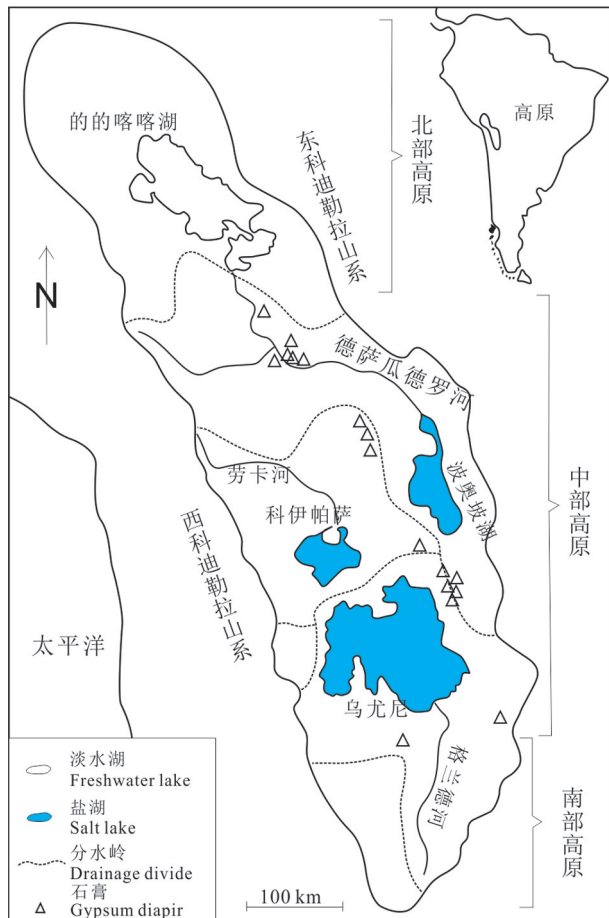 的的喀喀湖
东科迪勒拉山系
北部高原
高原
N
德萨瓜德罗河
劳卡河
科伊帕萨
波奥坡湖
中部高原
西科迪勒拉山系
太平洋
乌尤尼
格兰德河
南部高原
淡水湖
Freshwater lake
盐湖
Salt lake
分水岭
Drainage divide
石膏
Gypsum diapir
100 km